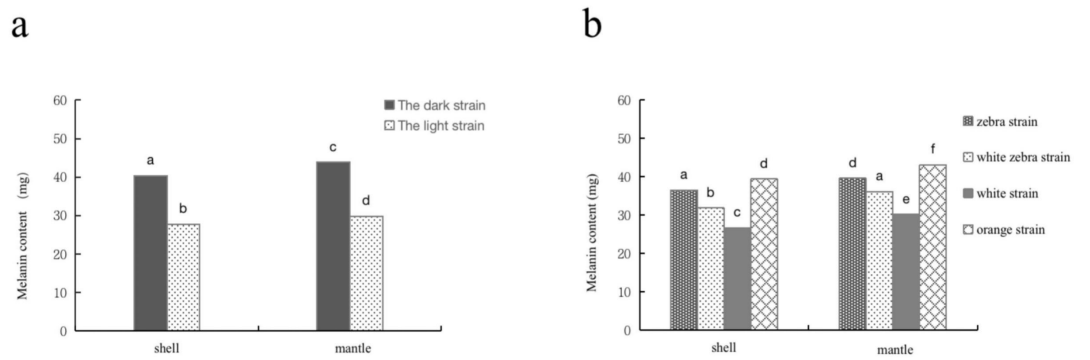 a
Melanin content (mg)
60
50
40
30
20
10
0
The dark strain
The light strain
a
b
c
d
shell
mantle
b
Melanin content (mg)
60
50
40
30
20
10
0
zebra strain
white zebra strain
white strain
orange strain
a
b
c
d
d
a
e
f
shell
mantle